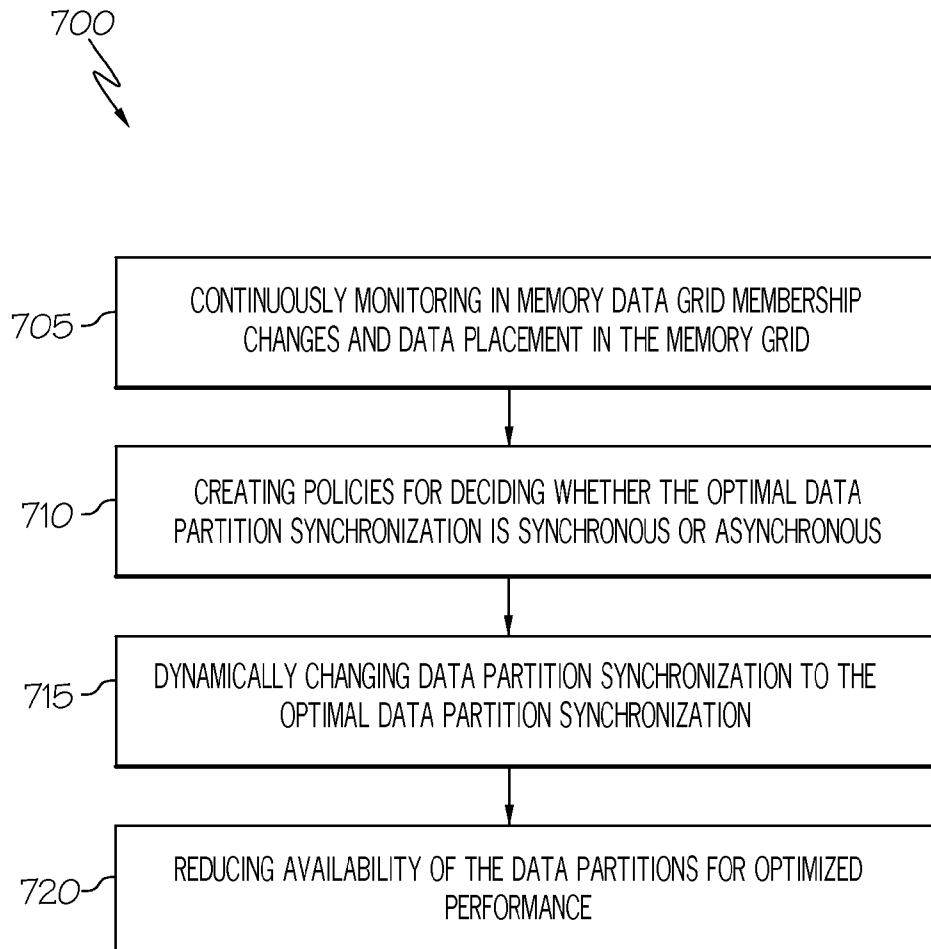 700
705
CONTINUOUSLY MONITORING IN MEMORY DATA GRID MEMBERSHIP
CHANGES AND DATA PLACEMENT IN THE MEMORY GRID
710
CREATING POLICIES FOR DECIDING WHETHER THE OPTIMAL DATA
PARTITION SYNCHRONIZATION IS SYNCHRONOUS OR ASYNCHRONOUS
715
DYNAMICALLY CHANGING DATA PARTITION SYNCHRONIZATION TO THE
OPTIMAL DATA PARTITION SYNCHRONIZATION
720
REDUCING AVAILABILITY OF THE DATA PARTITIONS FOR OPTIMIZED
PERFORMANCE